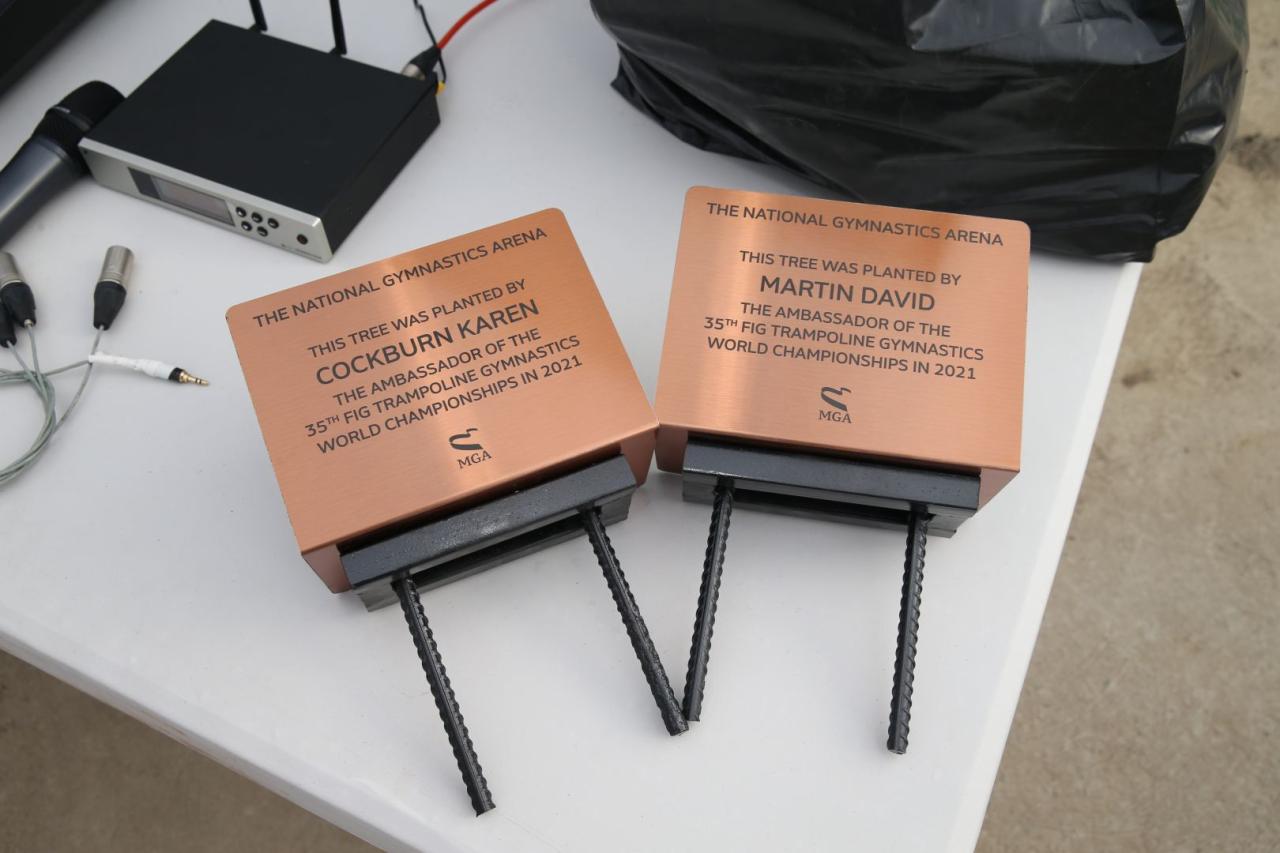 THE NATIONAL GYMNASTICS ARENA
THIS TREE WAS PLANTED BY
COCKBURN KAREN
THE AMBASSADOR OF THE
35TH FIG TRAMPOLINE GYMNASTICS
WORLD CHAMPIONSHIPS IN 2021
MGA
THE NATIONAL GYMNASTICS ARENA
THIS TREE WAS PLANTED BY
MARTIN DAVID
THE AMBASSADOR OF THE
35TH FIG TRAMPOLINE GYMNASTICS
WORLD CHAMPIONSHIPS IN 2021
MGA